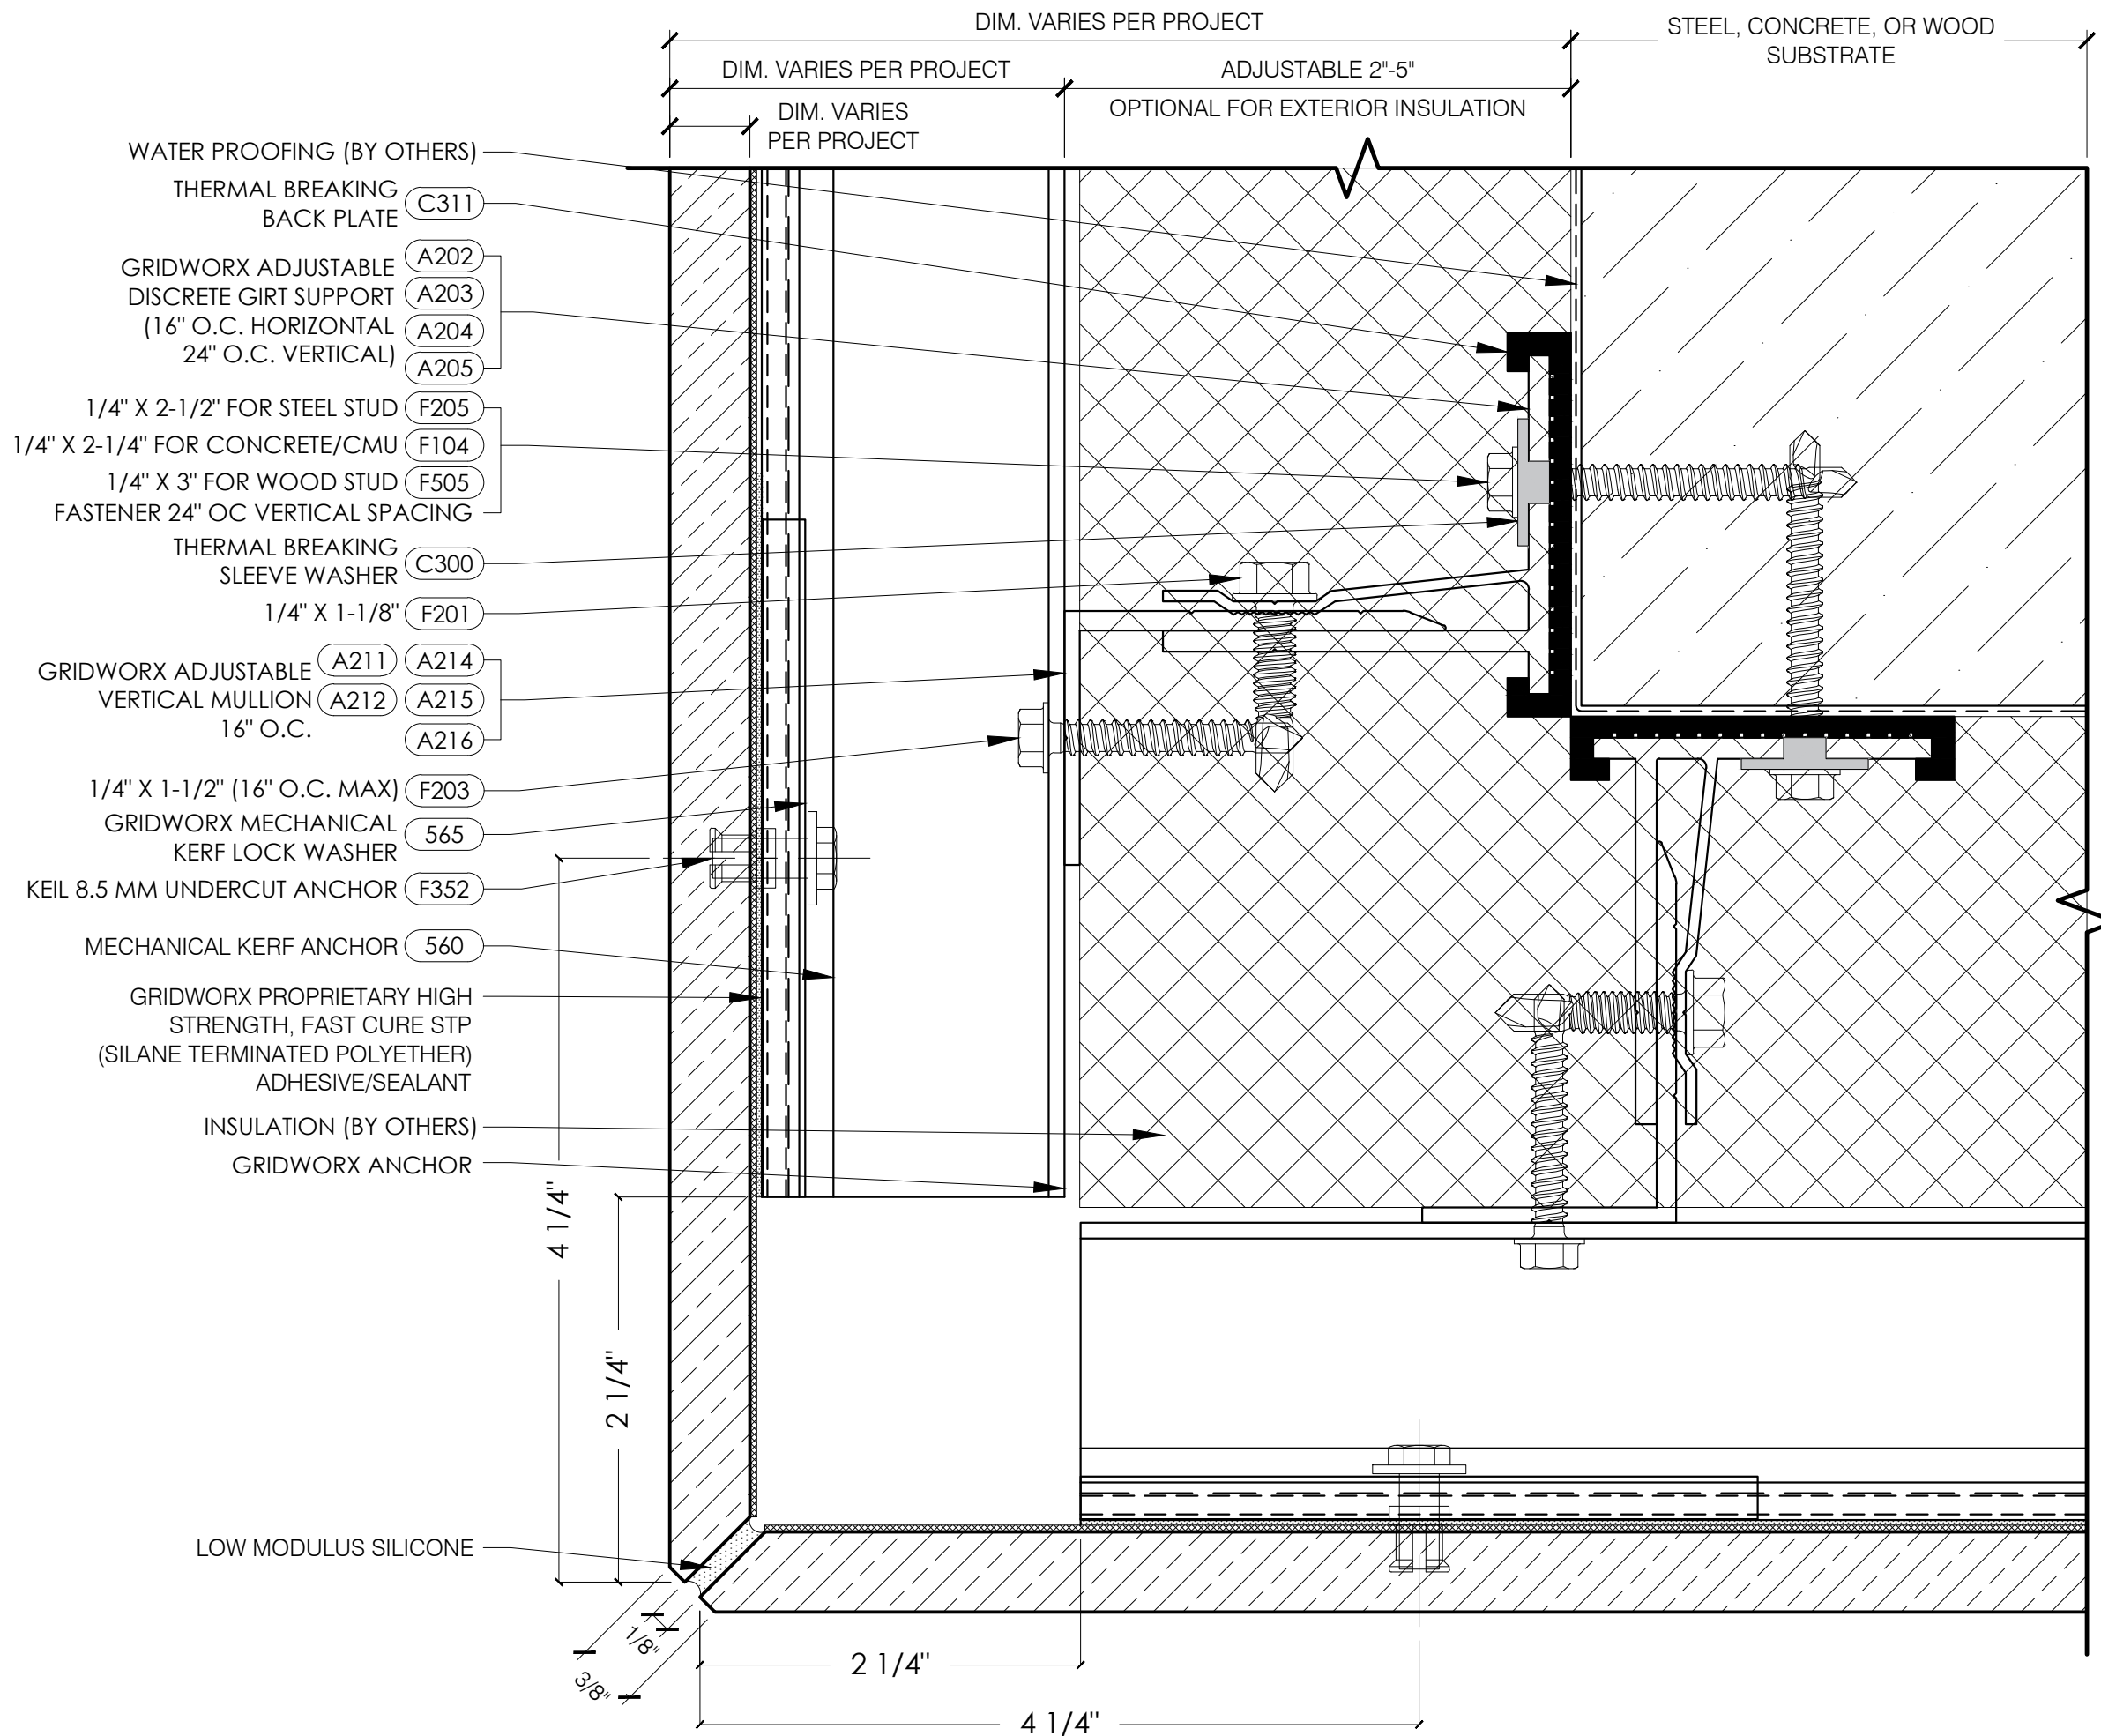 DIM. VARIES PER PROJECT
STEEL, CONCRETE, OR WOOD
SUBSTRATE
DIM. VARIES PER PROJECT
ADJUSTABLE 2"-5"
OPTIONAL FOR EXTERIOR INSULATION
DIM. VARIES
PER PROJECT
WATER PROOFING (BY OTHERS)
THERMAL BREAKING
BACK PLATE
C311
GRIDWORX ADJUSTABLE
DISCRETE GIRT SUPPORT
(16" O.C. HORIZONTAL
24" O.C. VERTICAL)
A202
A203
A204
A205
1/4" X 2-1/2" FOR STEEL STUD F205
1/4" X 2-1/4" FOR CONCRETE/CMU F104
1/4" X 3" FOR WOOD STUD F505
FASTENER 24" OC VERTICAL SPACING
THERMAL BREAKING
SLEEVE WASHER
C300
1/4" X 1-1/8" F201
GRIDWORX ADJUSTABLE
VERTICAL MULLION
16" O.C.
A211 A214
A212 A215
A216
1/4" X 1-1/2" (16" O.C. MAX) F203
GRIDWORX MECHANICAL
KERF LOCK WASHER
565
KEIL 8.5 MM UNDERCUT ANCHOR F352
MECHANICAL KERF ANCHOR 560
GRIDWORX PROPRIETARY HIGH
STRENGTH, FAST CURE STP
(SILANE TERMINATED POLYETHER)
ADHESIVE/SEALANT
INSULATION (BY OTHERS)
GRIDWORX ANCHOR
4 1/4"
2 1/4"
LOW MODULUS SILICONE
1/8"
3/8"
2 1/4"
4 1/4"